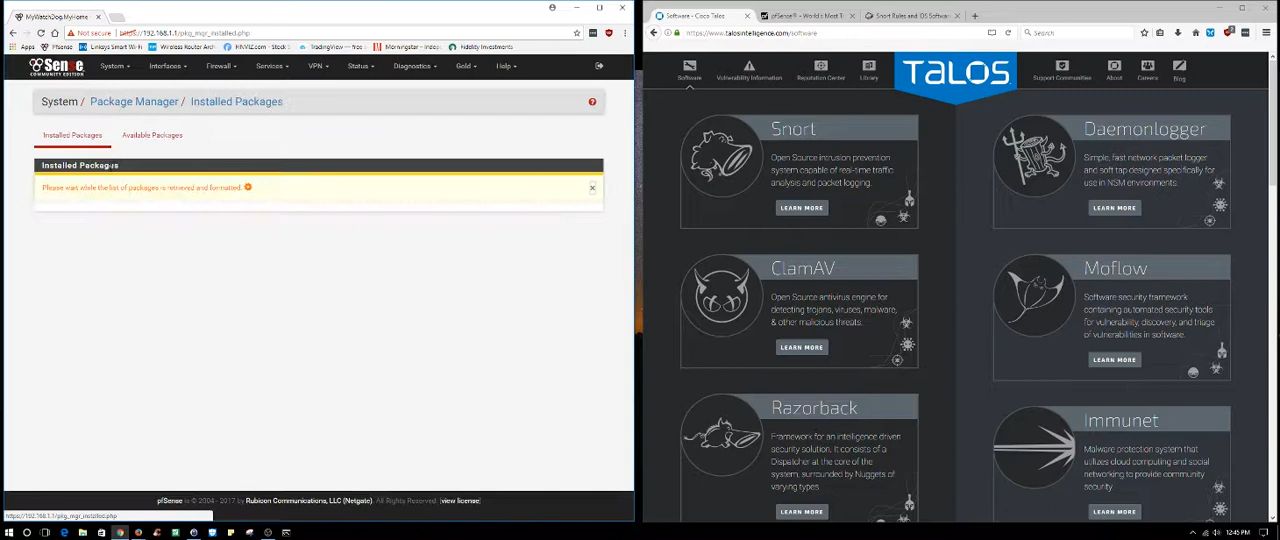 MyWatchDog.MyHome
Not secure
https://192.168.1.1/pkg_mgr_installed.php
Apps
Pfsense
Linksys Smart Wi-F
Wireless Router Arch
FINVIZ.com - Stock S
TradingView — free
Morningstar - Indep
Fidelity Investments
Sense
COMMUNITY EDITION
System
Interfaces
Firewall
Services
VPN
Status
Diagnostics
Gold
Help
System / Package Manager / Installed Packages
Installed Packages
Available Packages
Installed Packages
Please wait while the list of packages is retrieved and formatted.
pfSense is © 2004 - 2017 by Rubicon Communications, LLC (Netgate). All Rights Reserved. [view license]
https://192.168.1.1/pkg_mgr_installed.php
Software - Cisco Talos
pfSense® - World's Most T
Snort Rules and IDS Software
https://www.talosintelligence.com/software
Search
Software
Vulnerability Information
Reputation Center
Library
TALOS
Support Communities
About
Careers
Blog
Snort
Open Source intrusion prevention
system capable of real-time traffic
analysis and packet logging.
LEARN MORE
Daemonlogger
Simple, fast network packet logger
and soft tap designed specifically for
use in NSM environments.
LEARN MORE
ClamAV
Open Source antivirus engine for
detecting trojans, viruses, malware,
& other malicious threats.
LEARN MORE
Moflow
Software security framework
containing automated security tools
for vulnerability, discovery, and triage
of vulnerabilities in software.
LEARN MORE
Razorback
Framework for an intelligence driven
security solution. It consists of a
Dispatcher at the core of the
system, surrounded by Nuggets of
varying types.
LEARN MORE
Immunet
Malware protection system that
utilizes cloud computing and social
networking to provide community
security.
LEARN MORE
12:45 PM